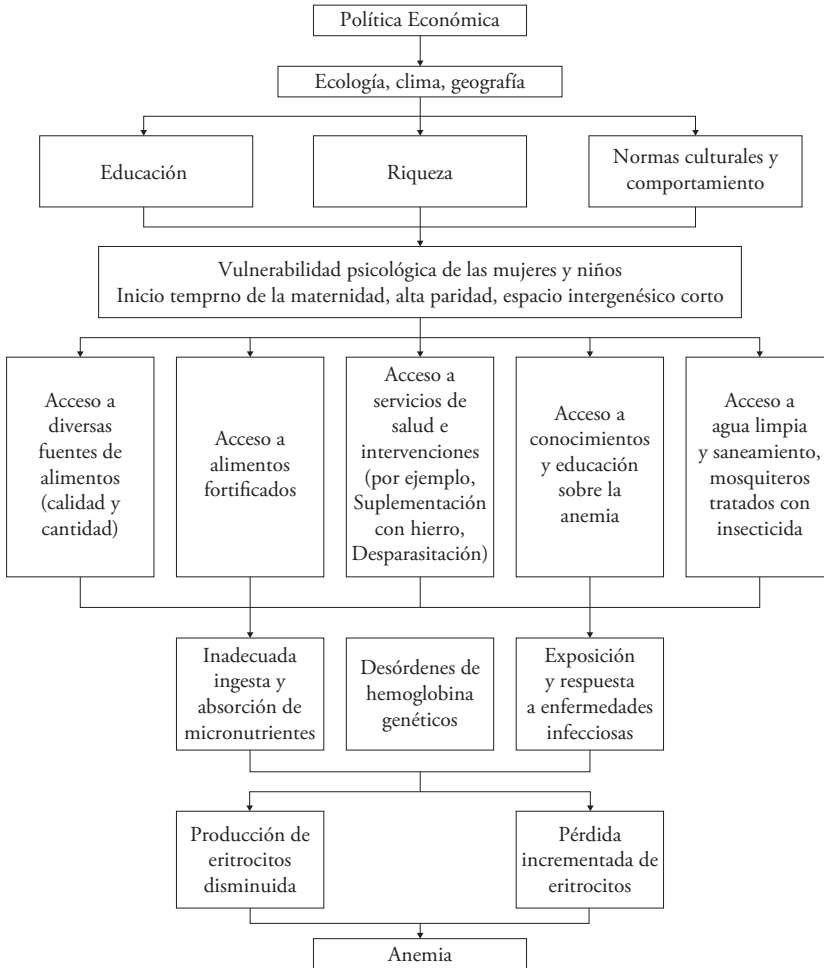 Política Económica
Ecología, clima, geografía
Educación
Riqueza
Normas culturales y
comportamiento
Vulnerabilidad psicológica de las mujeres y niños
Inicio temprno de la maternidad, alta paridad, espacio intergenésico corto
Acceso a
diversas
fuentes de
alimentos
(calidad y
cantidad)
Acceso a
alimentos
fortificados
Acceso a
servicios de
salud e
intervenciones
(por ejemplo,
Suplementación
con hierro,
Desparasitación)
Acceso a
conocimientos
y educación
sobre la
anemia
Acceso a
agua limpia
y saneamiento,
mosquiteros
tratados con
insecticida
Inadecuada
ingesta y
absorción de
micronutrientes
Desórdenes de
hemoglobina
genéticos
Exposición
y respuesta
a enfermedades
infecciosas
Producción de
eritrocitos
disminuida
Pérdida
incrementada de
eritrocitos
Anemia